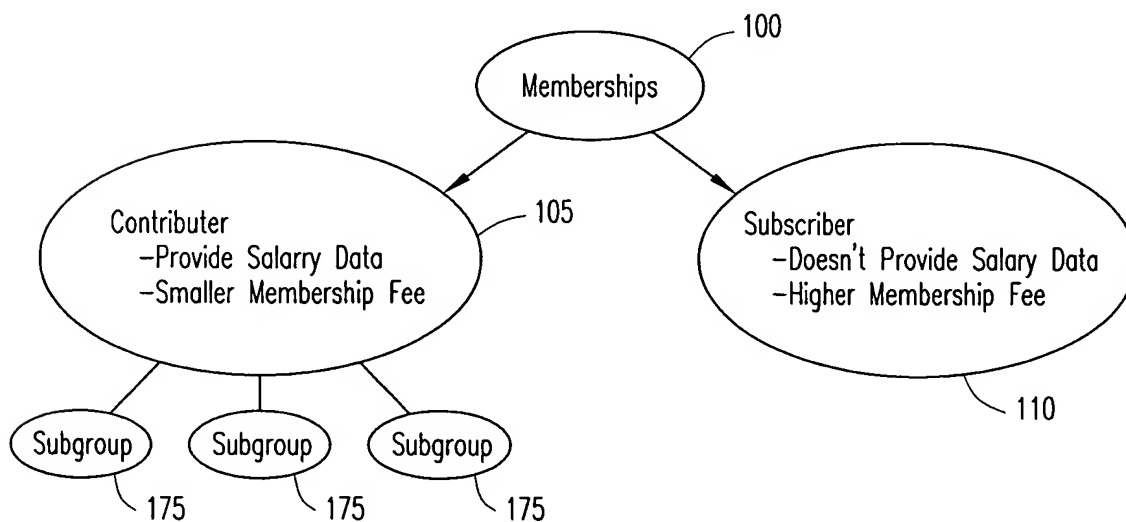 100
Memberships
Contributer
-Provide Salarry Data
-Smaller Membership Fee
105
Subscriber
-Doesn't Provide Salary Data
-Higher Membership Fee
110
Subgroup
Subgroup
Subgroup
175
175
175